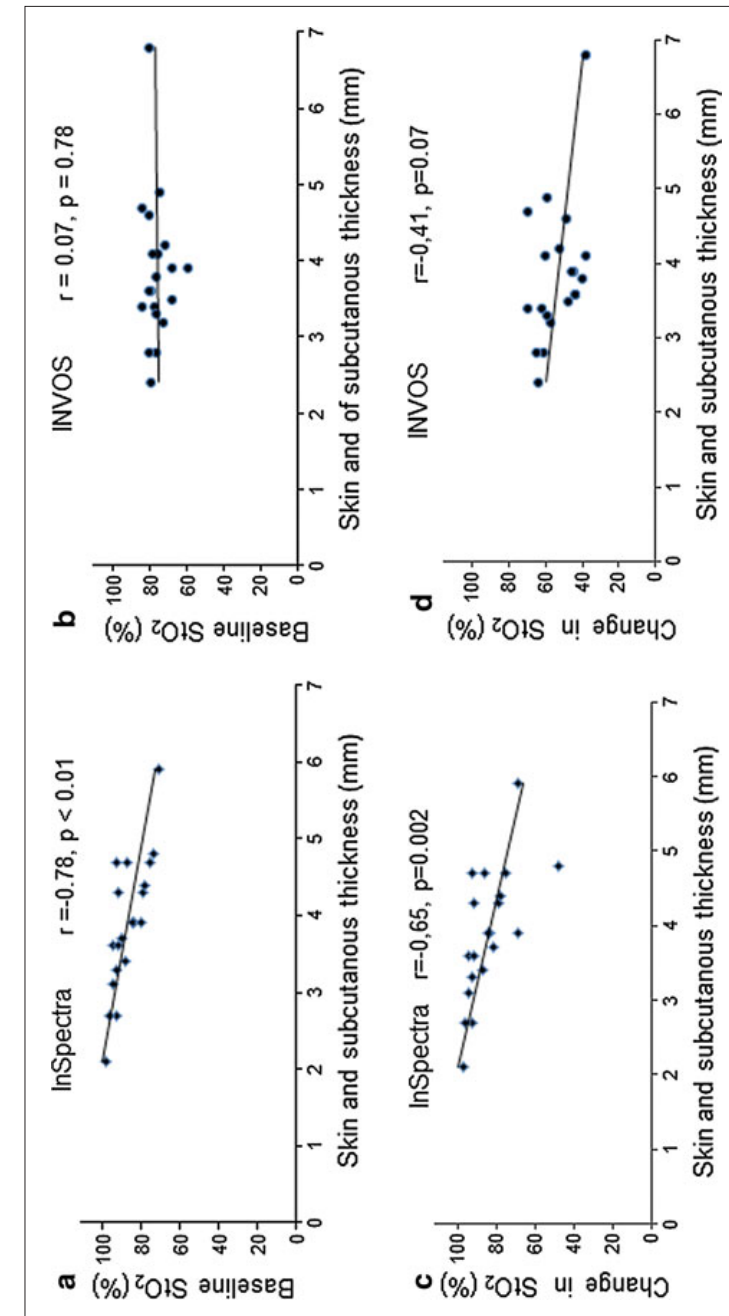 a
InSpectra
r =-0.78, p < 0.01
Baseline StO₂ (%)
100
80
60
40
20
0
0 1 2 3 4 5 6 7
Skin and subcutanous thickness (mm)
b
INVOS
r = 0.07, p = 0.78
Baseline StO₂ (%)
100
80
60
40
20
0
0 1 2 3 4 5 6 7
Skin and of subcutanous thickness (mm)
c
InSpectra r=-0,65, p=0.002
Change in StO₂ (%)
100
80
60
40
20
0
0 1 2 3 4 5 6 7
Skin and subcutanous thickness (mm)
d
INVOS
r=-0,41, p=0.07
Change in StO₂ (%)
100
80
60
40
20
0
0 1 2 3 4 5 6 7
Skin and subcutanous thickness (mm)